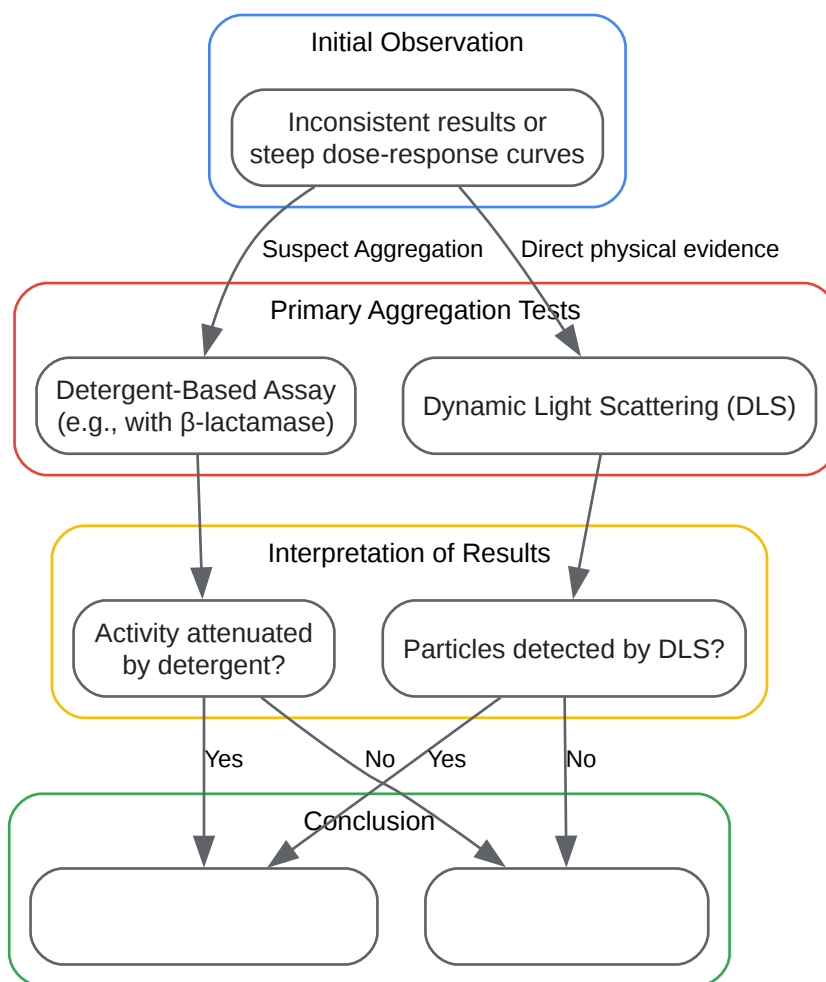 Initial Observation
Inconsistent results or
steep dose-response curves
Suspect Aggregation
Direct physical evidence
Primary Aggregation Tests
Detergent-Based Assay
(e.g., with β-lactamase)
Dynamic Light Scattering (DLS)
Interpretation of Results
Activity attenuated
by detergent?
Particles detected by DLS?
Yes
No
Yes
No
Conclusion